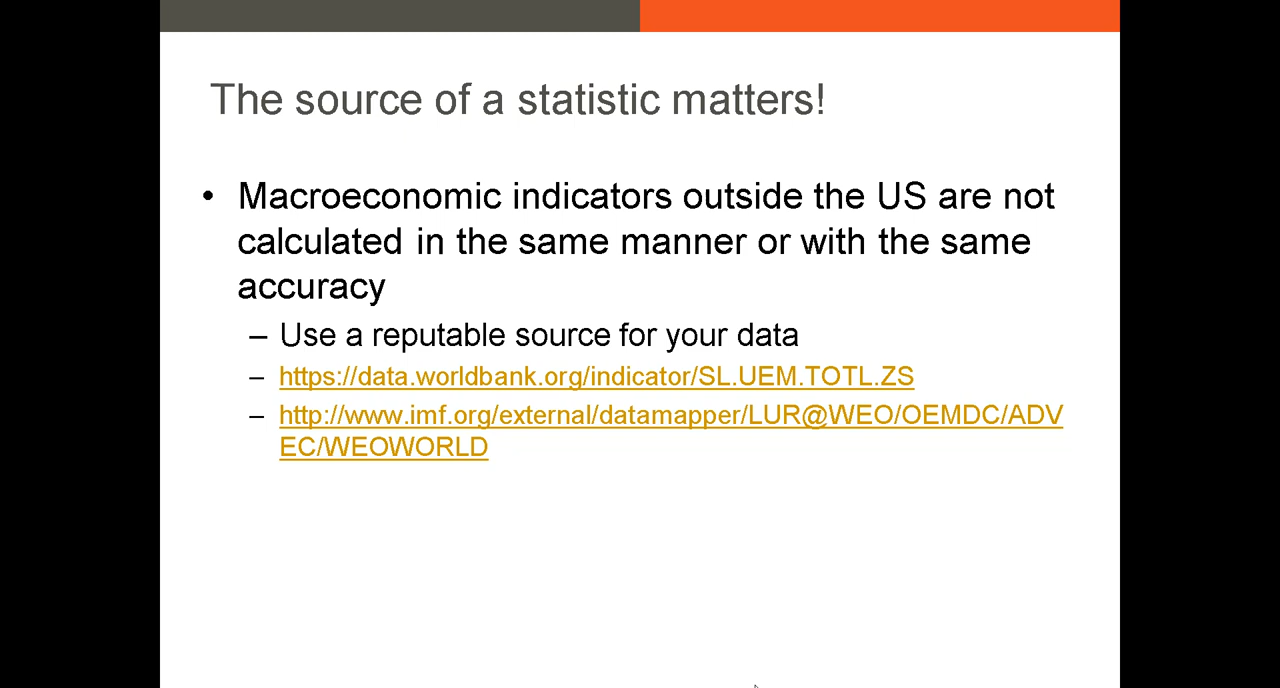 The source of a statistic matters!
• Macroeconomic indicators outside the US are not
calculated in the same manner or with the same
accuracy
– Use a reputable source for your data
– https://data.worldbank.org/indicator/SL.UEM.TOTL.ZS
– http://www.imf.org/external/datamapper/LUR@WEO/OEMDC/ADV
EC/WEOWORLD